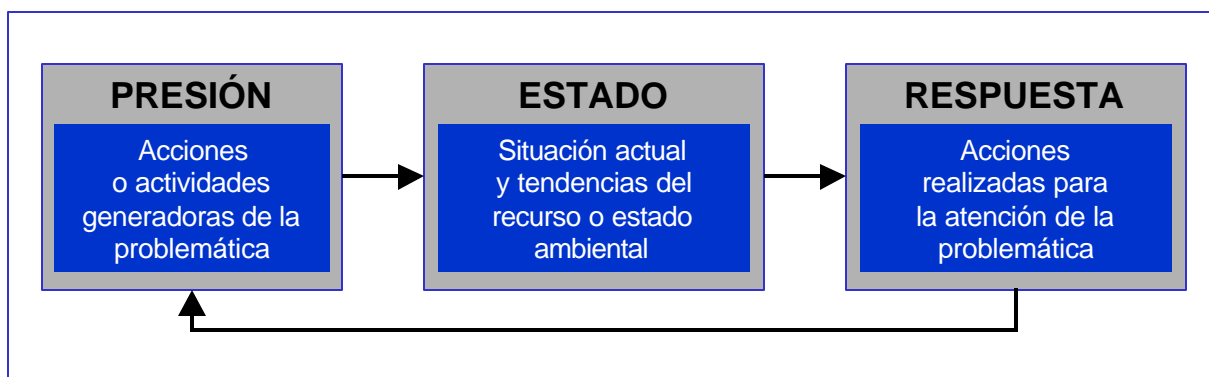 PRESIÓN
Acciones
o actividades
generadoras de la
problemática
ESTADO
Situación actual
y tendencias del
recurso o estado
ambiental
RESPUESTA
Acciones
realizadas para
la atención de la
problemática